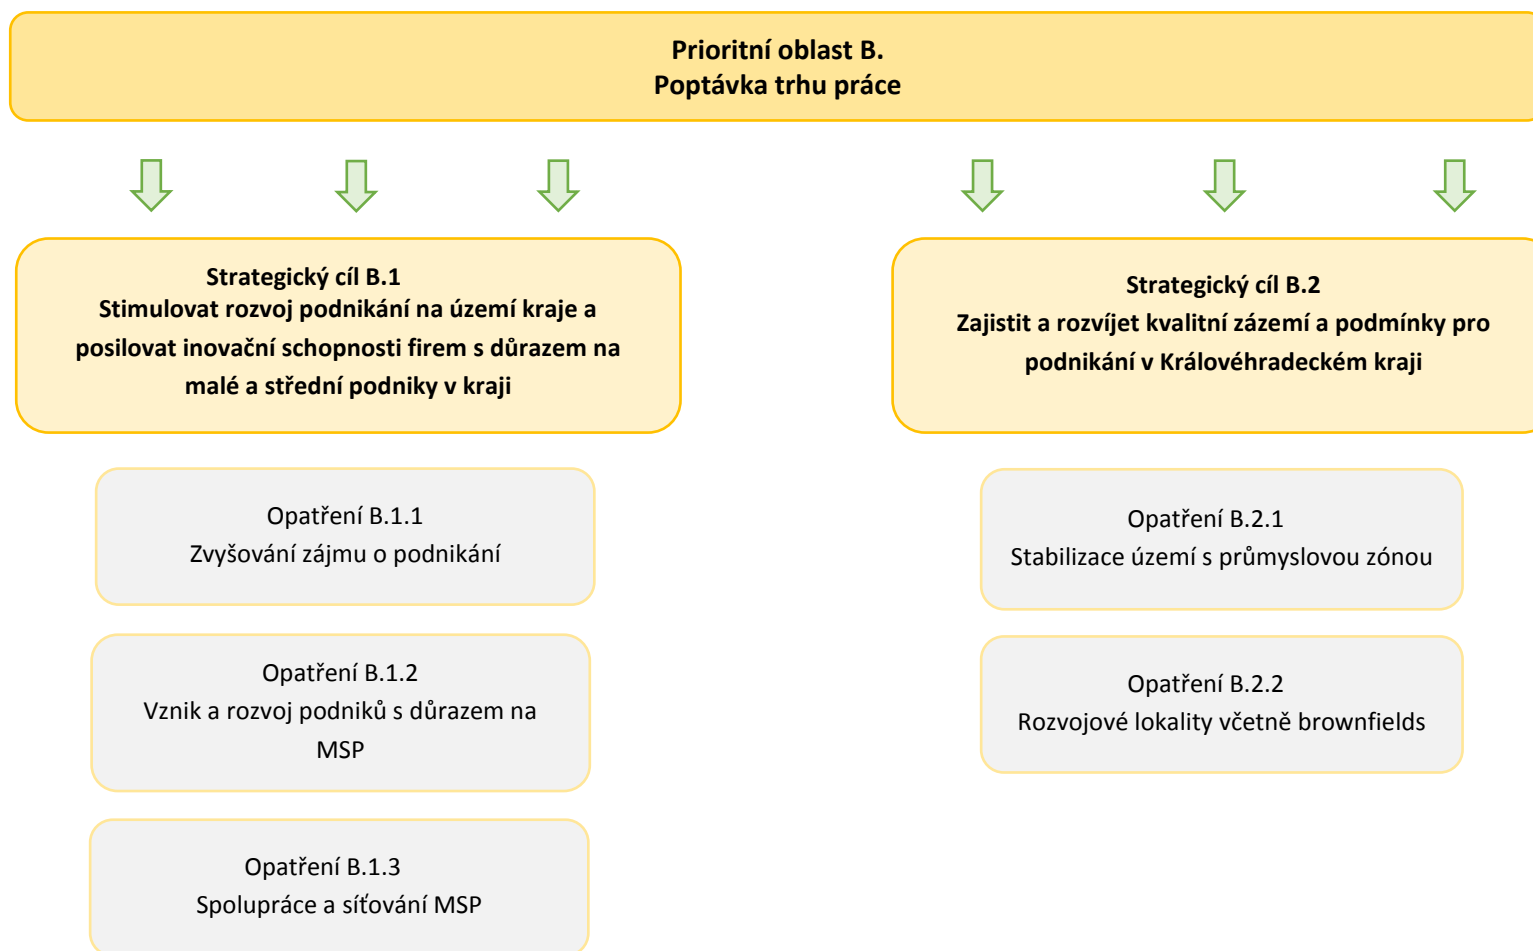 Prioritní oblast B.
Poptávka trhu práce
Strategický cíl B.1
Stimulovat rozvoj podnikání na území kraje a
posilovat inovační schopnosti firem s důrazem na
malé a střední podniky v kraji
Opatření B.1.1
Zvyšování zájmu o podnikání
Opatření B.1.2
Vznik a rozvoj podniků s důrazem na
MSP
Opatření B.1.3
Spolupráce a síťování MSP
Strategický cíl B.2
Zajistit a rozvíjet kvalitní zázemí a podmínky pro
podnikání v Královéhradeckém kraji
Opatření B.2.1
Stabilizace území s průmyslovou zónou
Opatření B.2.2
Rozvojové lokality včetně brownfields